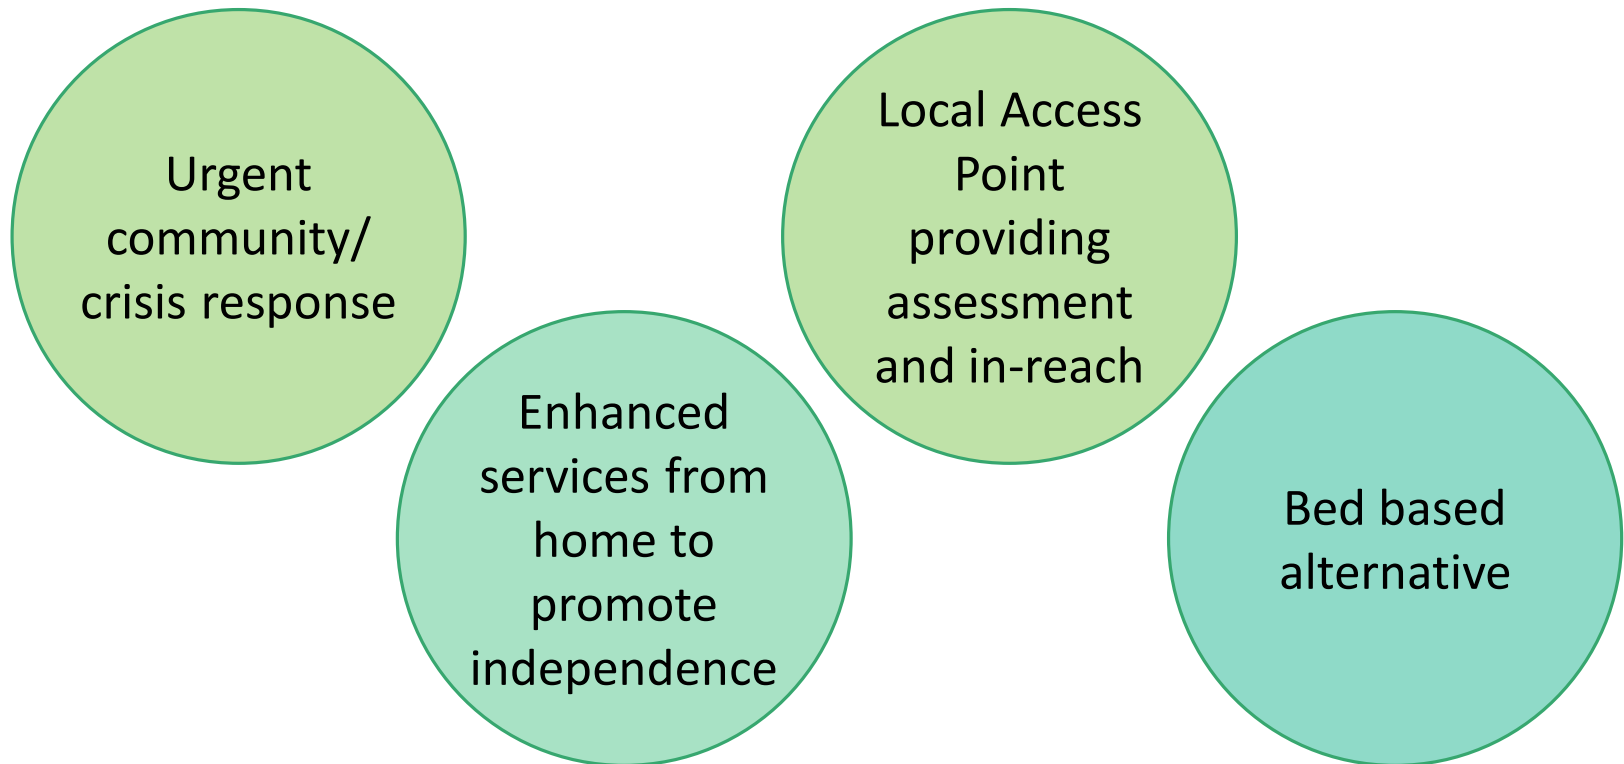 Urgent
community/
crisis response
Enhanced
services from
home to
promote
independence
Local Access
Point
providing
assessment
and in-reach
Bed based
alternative